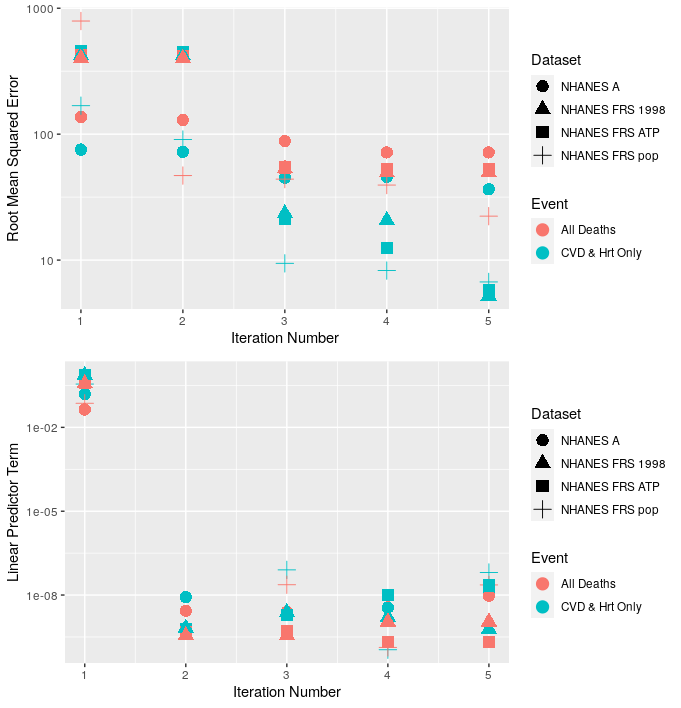 1000
100
10
Root Mean Squared Error
1 2 3 4 5
Iteration Number
Dataset
NHANES A
NHANES FRS 1998
NHANES FRS ATP
NHANES FRS pop
Event
All Deaths
CVD & Hrt Only
1e-02
1e-05
1e-08
Linear Predictor Term
1 2 3 4 5
Iteration Number
Dataset
NHANES A
NHANES FRS 1998
NHANES FRS ATP
NHANES FRS pop
Event
All Deaths
CVD & Hrt Only